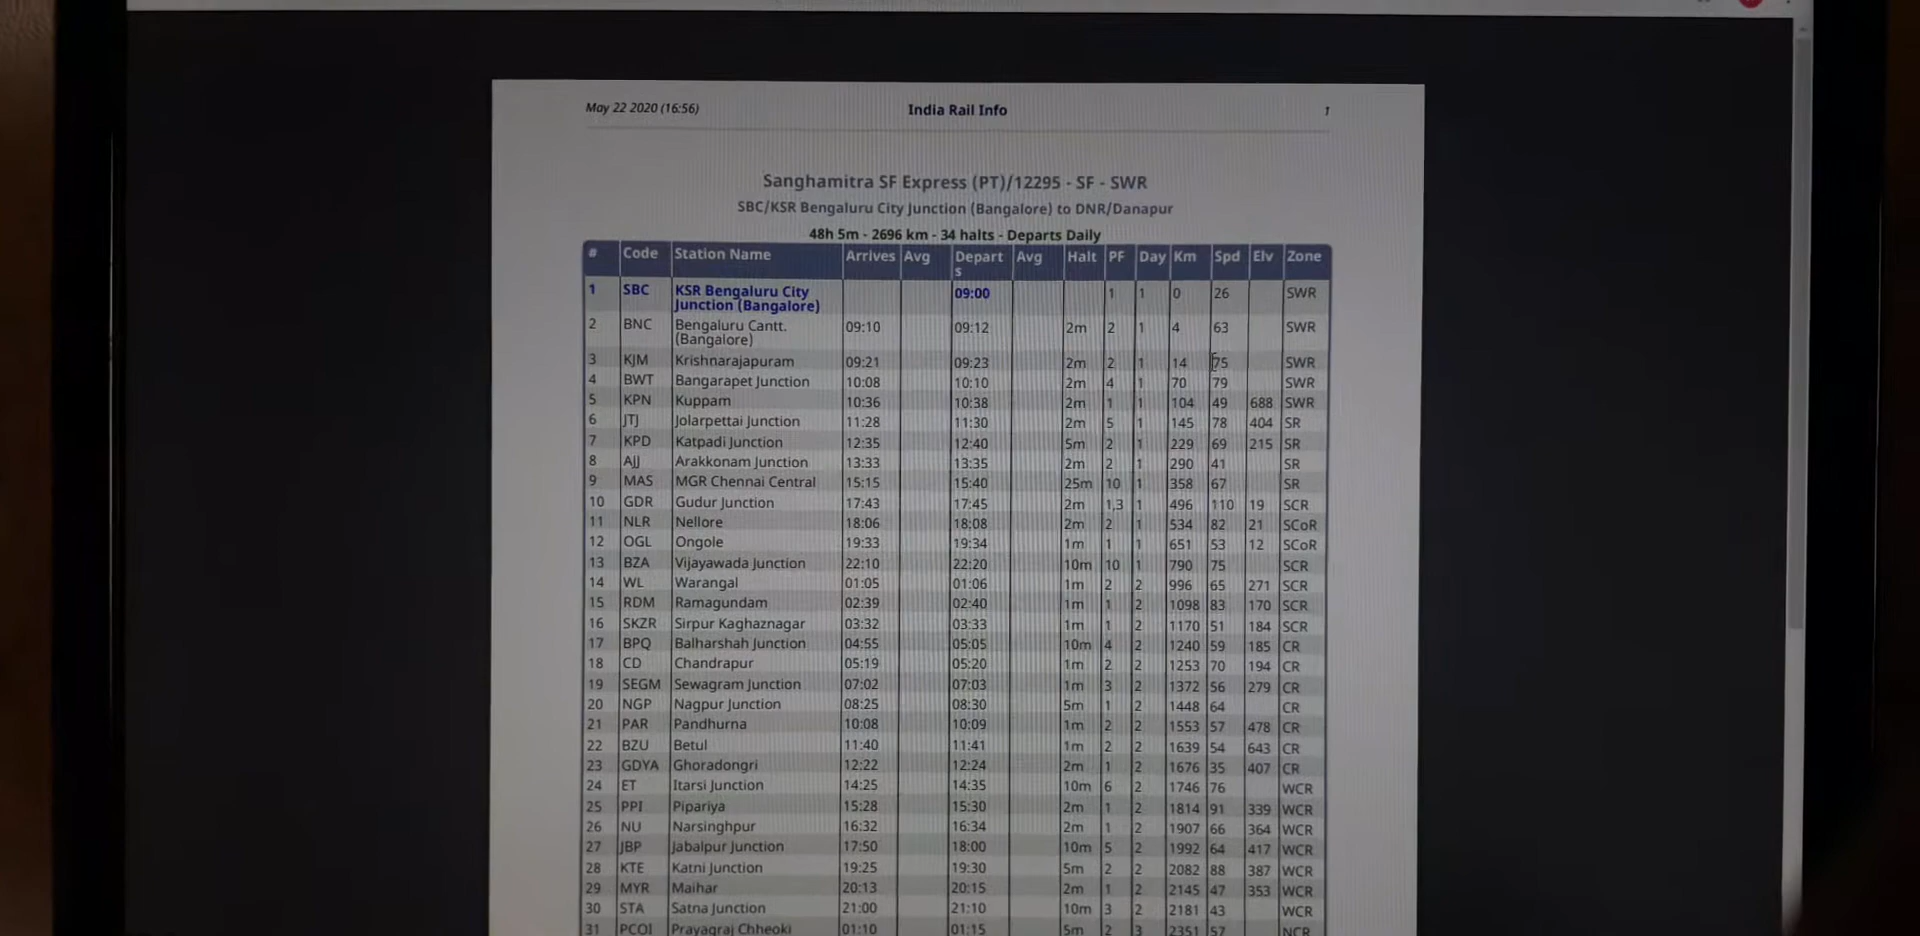 May 22 2020 (16:56) India Rail Info 1
Sanghamitra SF Express (PT)/12295 - SF - SWR
SBC/KSR Bengaluru City Junction (Bangalore) to DNR/Danapur
48h 5m - 2696 km - 34 halts - Departs Daily
# Code Station Name Arrives Avg Depart Avg Halt PF Day Km Spd Elv Zone
s
1 SBC KSR Bengaluru City 09:00 1 1 0 26 SWR
Junction (Bangalore)
2 BNC Bengaluru Cantt. 09:10 09:12 2m 2 1 4 63 SWR
(Bangalore)
3 KJM Krishnarajapuram 09:21 09:23 2m 2 1 14 75 SWR
4 BWT Bangarapet Junction 10:08 10:10 2m 4 1 70 79 SWR
5 KPN Kuppam 10:36 10:38 2m 1 1 104 49 688 SWR
6 JTJ Jolarpettai Junction 11:28 11:30 2m 5 1 145 78 404 SR
7 KPD Katpadi Junction 12:35 12:40 5m 2 1 229 69 215 SR
8 AJJ Arakkonam Junction 13:33 13:35 2m 2 1 290 41 SR
9 MAS MGR Chennai Central 15:15 15:40 25m 10 1 358 67 SR
10 GDR Gudur Junction 17:43 17:45 2m 1,3 1 496 110 19 SCR
11 NLR Nellore 18:06 18:08 2m 2 1 534 82 21 SCoR
12 OGL Ongole 19:33 19:34 1m 1 1 651 53 12 SCoR
13 BZA Vijayawada Junction 22:10 22:20 10m 10 1 790 75 SCR
14 WL Warangal 01:05 01:06 1m 2 2 996 65 271 SCR
15 RDM Ramagundam 02:39 02:40 1m 1 2 1098 83 170 SCR
16 SKZR Sirpur Kaghaznagar 03:32 03:33 1m 1 2 1170 51 184 SCR
17 BPQ Balharshah Junction 04:55 05:05 10m 4 2 1240 59 185 CR
18 CD Chandrapur 05:19 05:20 1m 2 2 1253 70 194 CR
19 SEGM Sewagram Junction 07:02 07:03 1m 3 2 1372 56 279 CR
20 NGP Nagpur Junction 08:25 08:30 5m 1 2 1448 64 CR
21 PAR Pandhurna 10:08 10:09 1m 2 2 1553 57 478 CR
22 BZU Betul 11:40 11:41 1m 2 2 1639 54 643 CR
23 GDYA Ghoradongri 12:22 12:24 2m 1 2 1676 35 407 CR
24 ET Itarsi Junction 14:25 14:35 10m 6 2 1746 76 WCR
25 PPI Pipariya 15:28 15:30 2m 1 2 1814 91 339 WCR
26 NU Narsinghpur 16:32 16:34 2m 1 2 1907 66 364 WCR
27 JBP Jabalpur Junction 17:50 18:00 10m 5 2 1992 64 417 WCR
28 KTE Katni Junction 19:25 19:30 5m 2 2 2082 88 387 WCR
29 MYR Maihar 20:13 20:15 2m 1 2 2145 47 353 WCR
30 STA Satna Junction 21:00 21:10 10m 3 2 2181 43 WCR
31 PCOI Prayagraj Chheoki 01:10 01:15 5m 2 3 2351 57 NCR